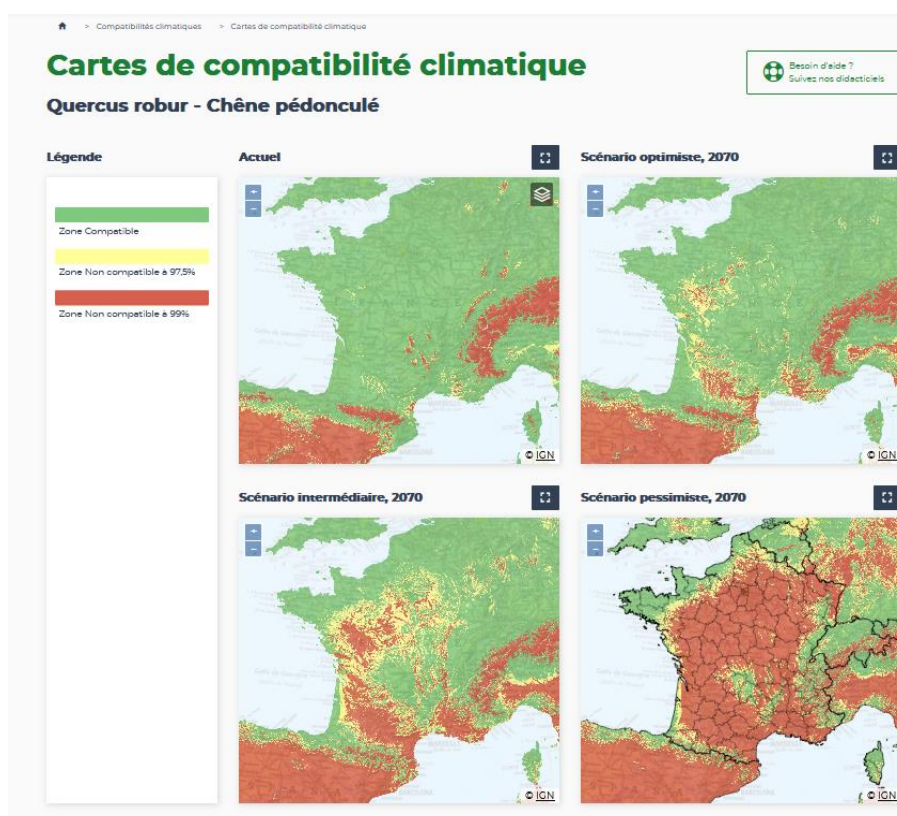 > Compatibilités climatiques > Cartes de compatibilité climatique
Cartes de compatibilité climatique
Besoin d'aide ?
Suivez nos didacticiels
Quercus robur - Chêne pédonculé
Légende
Actuel
Scénario optimiste, 2070
Zone Compatible
Zone Non compatible à 97,5%
Zone Non compatible à 99%
© IGN
© IGN
Scénario intermédiaire, 2070
Scénario pessimiste, 2070
© IGN
© IGN